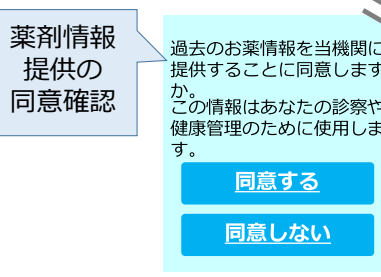 薬剤情報
提供の
同意確認
過去のお薬情報を当機関に
提供することに同意します
か。
この情報はあなたの診察や
健康管理のために使用しま
す。
同意する
同意しない